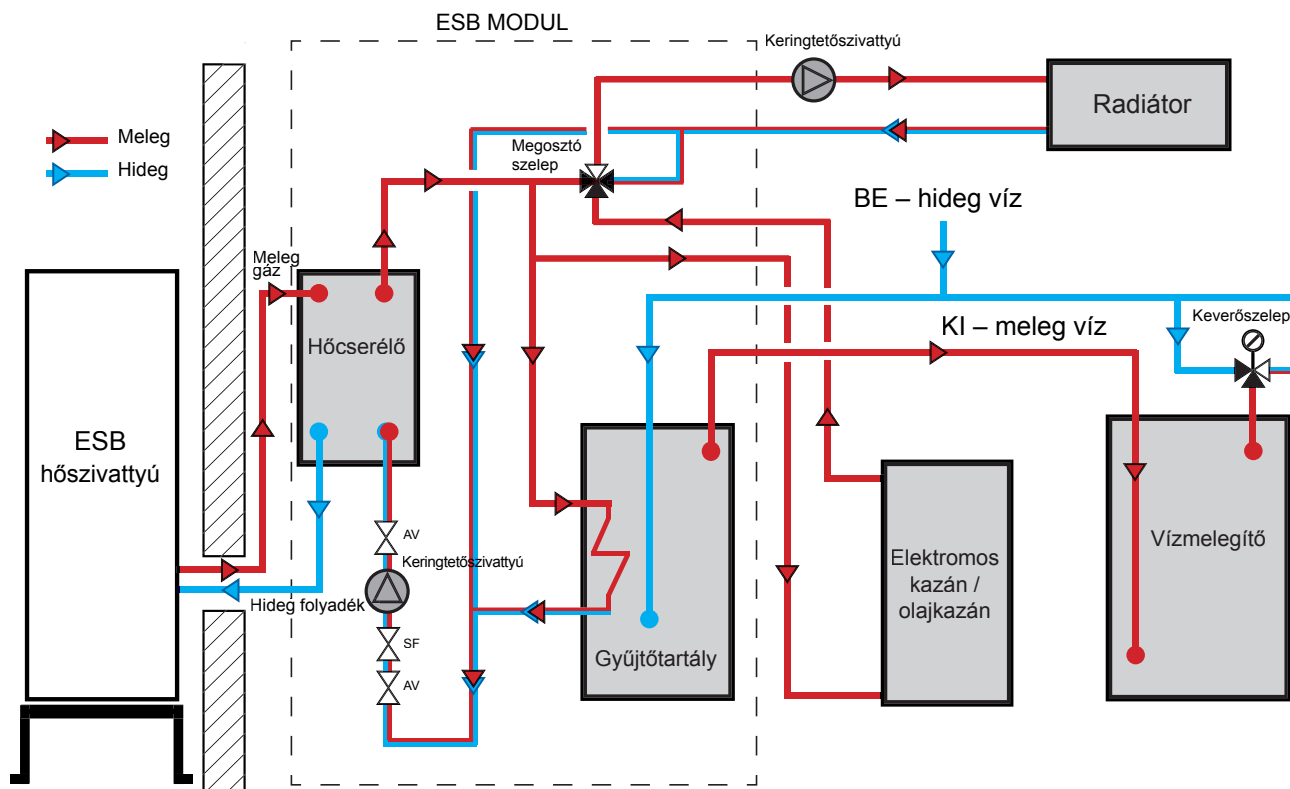 ESB MODUL
Keringtetőszivattyú
Radiátor
Meleg
Hideg
Megosztó
szelep
BE – hideg víz
Meleg
gáz
Hőcserélő
KI – meleg víz
Keverőszelep
ESB
hőszivattyú
AV
Keringtetőszivattyú
Hideg folyadék
SF
AV
Gyűjtőtartály
Elektromos
kazán /
olajkazán
Vízmelegítő